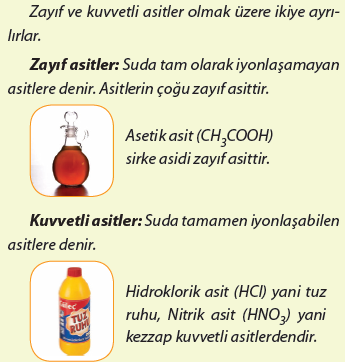 Zayıf ve kuvvetli asitler olmak üzere ikiye ayrı-
lırlar.
Zayıf asitler: Suda tam olarak iyonlaşamayan
asitlere denir. Asitlerin çoğu zayıf asittir.
Asetik asit (CH₃COOH)
sirke asidi zayıf asittir.
Kuvvetli asitler: Suda tamamen iyonlaşabilen
asitlere denir.
TUZ
RUHU
Hidroklorik asit (HCl) yani tuz
ruhu, Nitrik asit (HNO₃) yani
kezzap kuvvetli asitlerdendir.